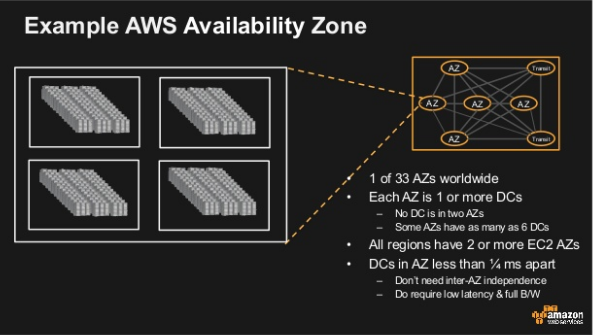 Example AWS Availability Zone
AZ
Transit
AZ
AZ
AZ
AZ
Transit
• 1 of 33 AZs worldwide
• Each AZ is 1 or more DCs
– No DC is in two AZs
– Some AZs have as many as 6 DCs
• All regions have 2 or more EC2 AZs
• DCs in AZ less than ¼ ms apart
– Don't need inter-AZ independence
– Do require low latency & full B/W
amazon
webservices